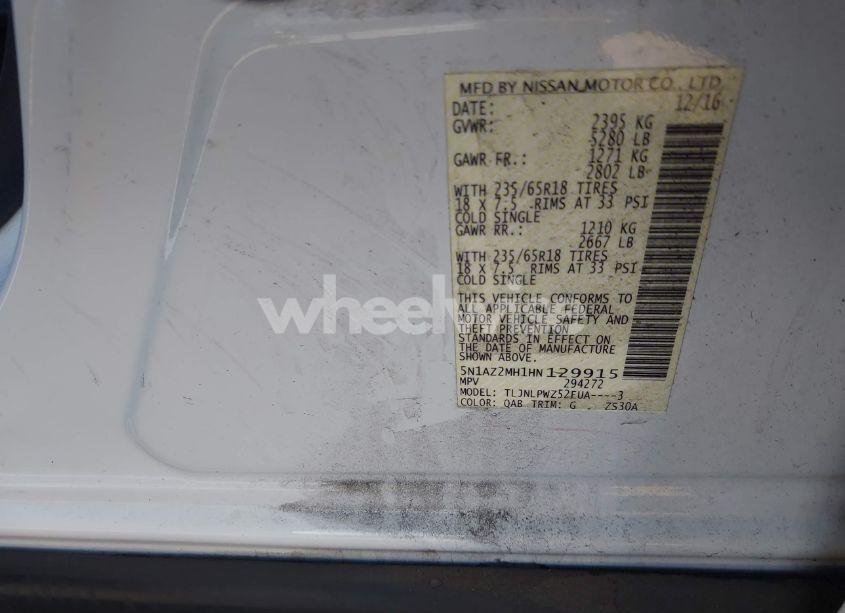 MFD BY NISSAN MOTOR CO., LTD.
DATE: 12/16
GVWR: 2395 KG
5280 LB
GAWR FR.: 1271 KG
2802 LB
WITH 235/65R18 TIRES
18 X 7.5 RIMS AT 33 PSI
COLD SINGLE
GAWR RR.: 1210 KG
2667 LB
WITH 235/65R18 TIRES
18 X 7.5 RIMS AT 33 PSI
COLD SINGLE
THIS VEHICLE CONFORMS TO
ALL APPLICABLE FEDERAL
MOTOR VEHICLE SAFETY AND
THEFT PREVENTION
STANDARDS IN EFFECT ON
THE DATE OF MANUFACTURE
SHOWN ABOVE.
5N1AZ2MH1HN129915
MPV 294272
MODEL: TLJNLPWZ52EUA----3
COLOR: QAB TRIM: G ZS30A